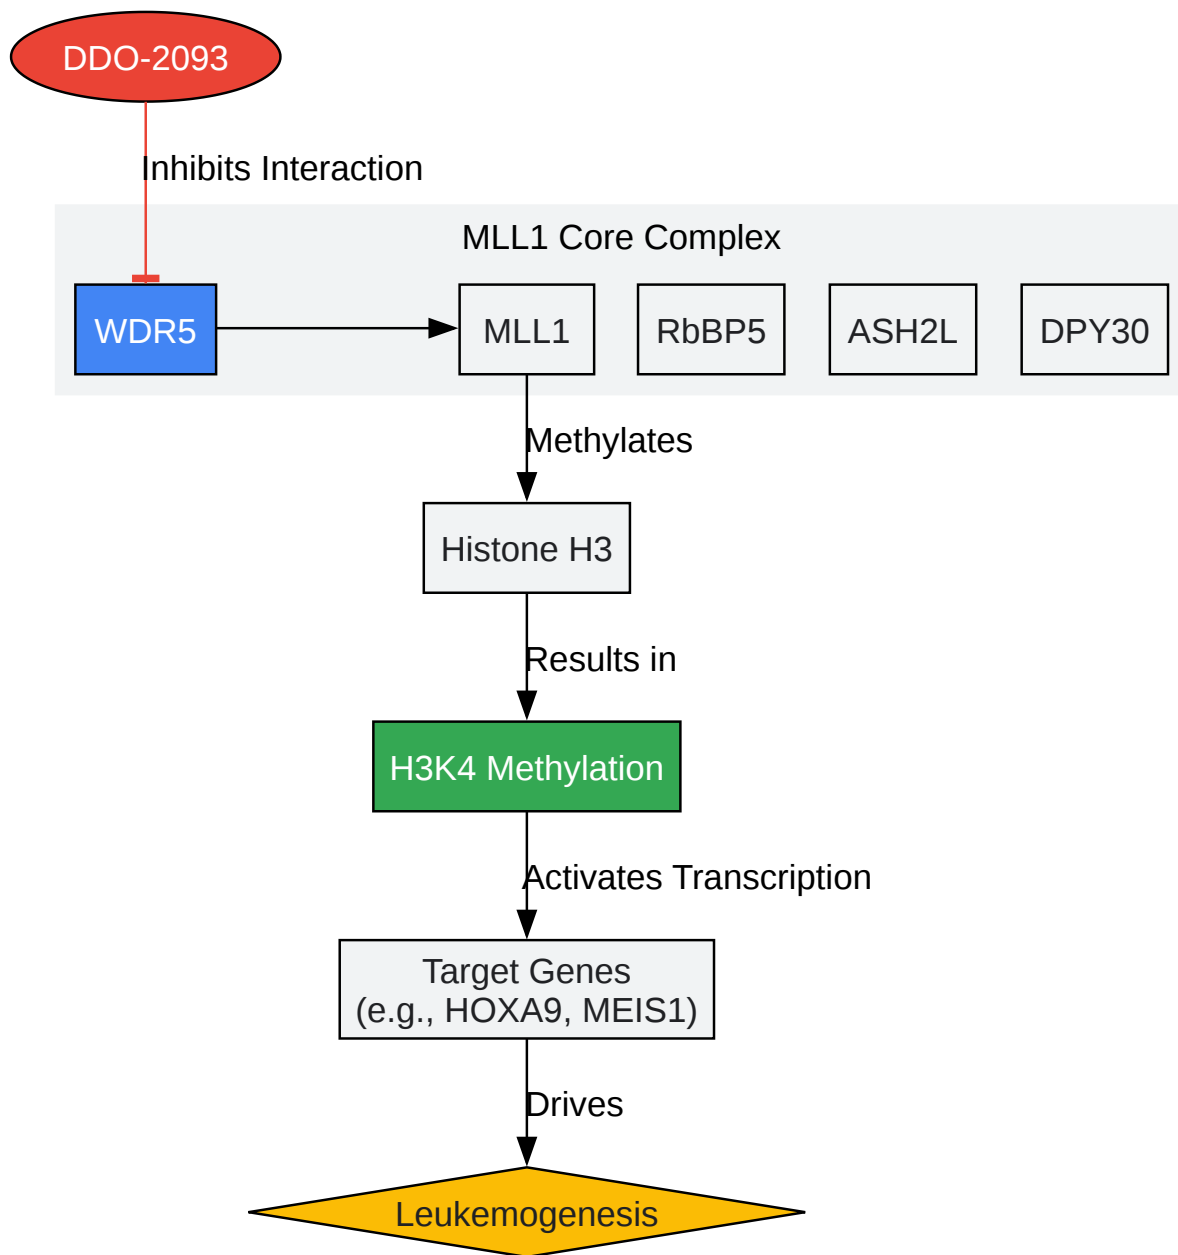 DDO-2093
Inhibits Interaction
MLL1 Core Complex
WDR5
MLL1
RbBP5
ASH2L
DPY30
Methylates
Histone H3
Results in
H3K4 Methylation
Activates Transcription
Target Genes
(e.g., HOXA9, MEIS1)
Drives
Leukemogenesis